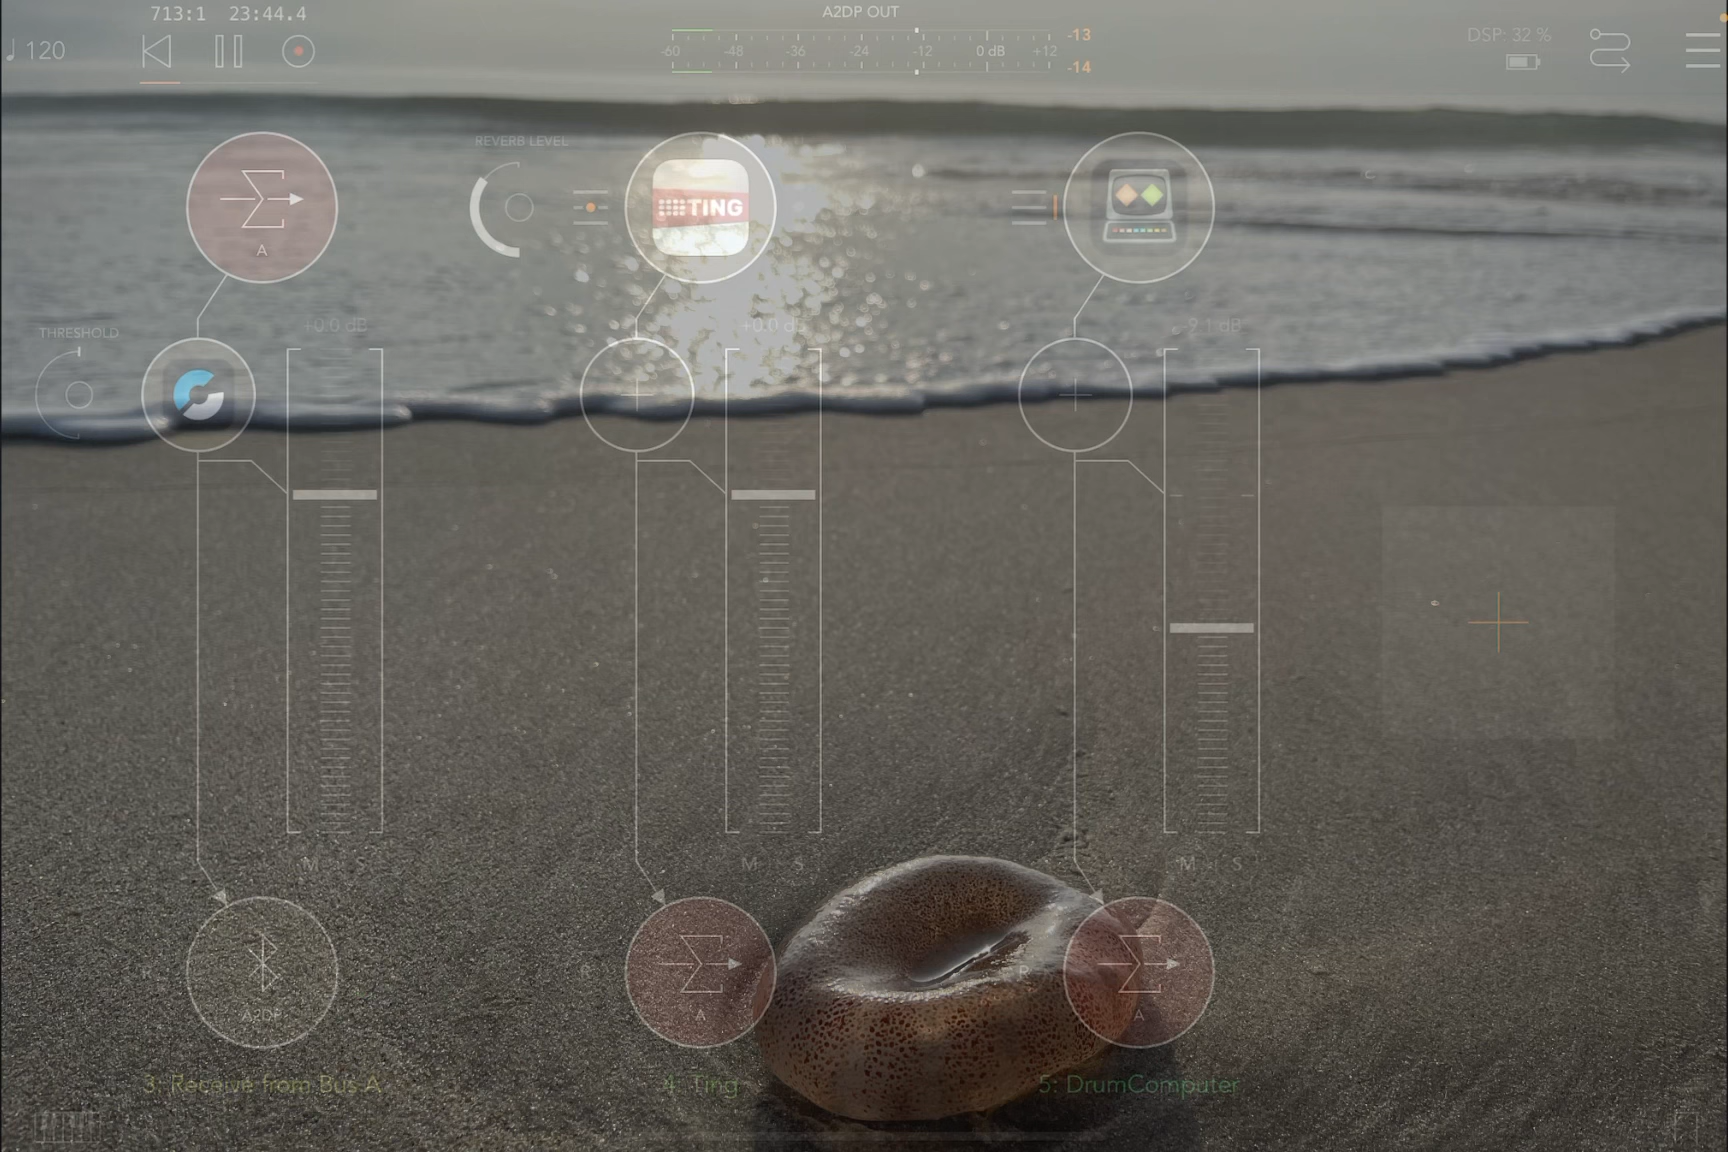 713:1 23:44.4
A2DP OUT
120
-60 -48 -36 -24 -12 0 dB +12
-13
-14
DSP: 32 %
REVERB LEVEL
TING
A
THRESHOLD
+0.0 dB
+0.0 dB
-9.1 dB
M S
M S
M S
R
R
R
A2DP
A
A
3: Receive from Bus A
4: Ting
5: DrumComputer